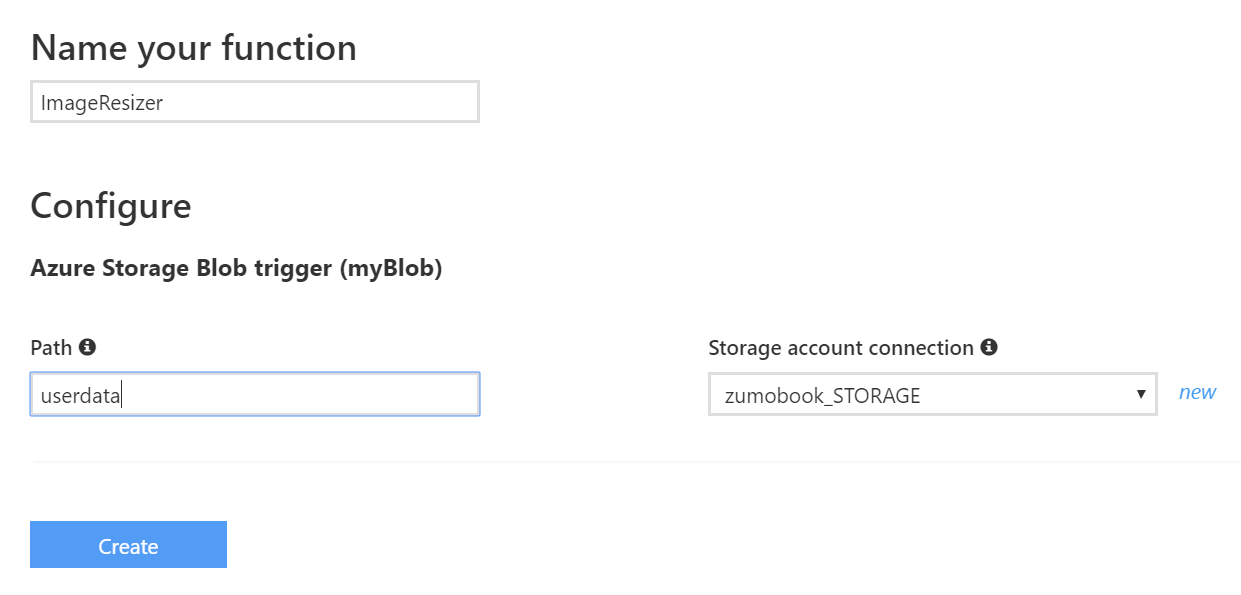 Name your function
ImageResizer
Configure
Azure Storage Blob trigger (myBlob)
Path
Storage account connection
userdata
zumobook_STORAGE
new
Create